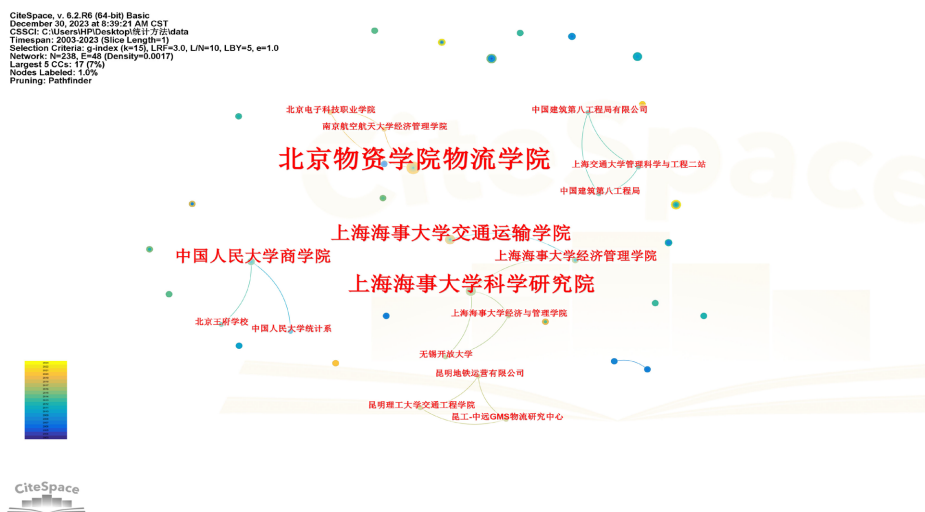 CiteSpace, v. 6.2.R6 (64-bit) Basic
December 30, 2023 at 8:39:21 AM CST
CSSCI: C:\Users\HP\Desktop\统计方法\data
Timespan: 2003-2023 (Slice Length=1)
Selection Criteria: g-index (k=15), LRF=3.0, L/N=10, LBY=5, e=1.0
Network: N=238, E=48 (Density=0.0017)
Largest 5 CCs: 17 (7%)
Nodes Labeled: 1.0%
Pruning: Pathfinder
北京电子科技职业学院
中国建筑第八工程局有限公司
南京航空航天大学经济管理学院
北京物资学院物流学院
上海交通大学管理科学与工程二站
中国建筑第八工程局
上海海事大学交通运输学院
中国人民大学商学院
上海海事大学经济管理学院
上海海事大学科学研究院
上海海事大学经济与管理学院
北京王府学校
中国人民大学统计系
无锡开放大学
昆明地铁运营有限公司
昆明理工大学交通工程学院
昆工-中远GMS物流研究中心
CiteSpace
CiteSpace